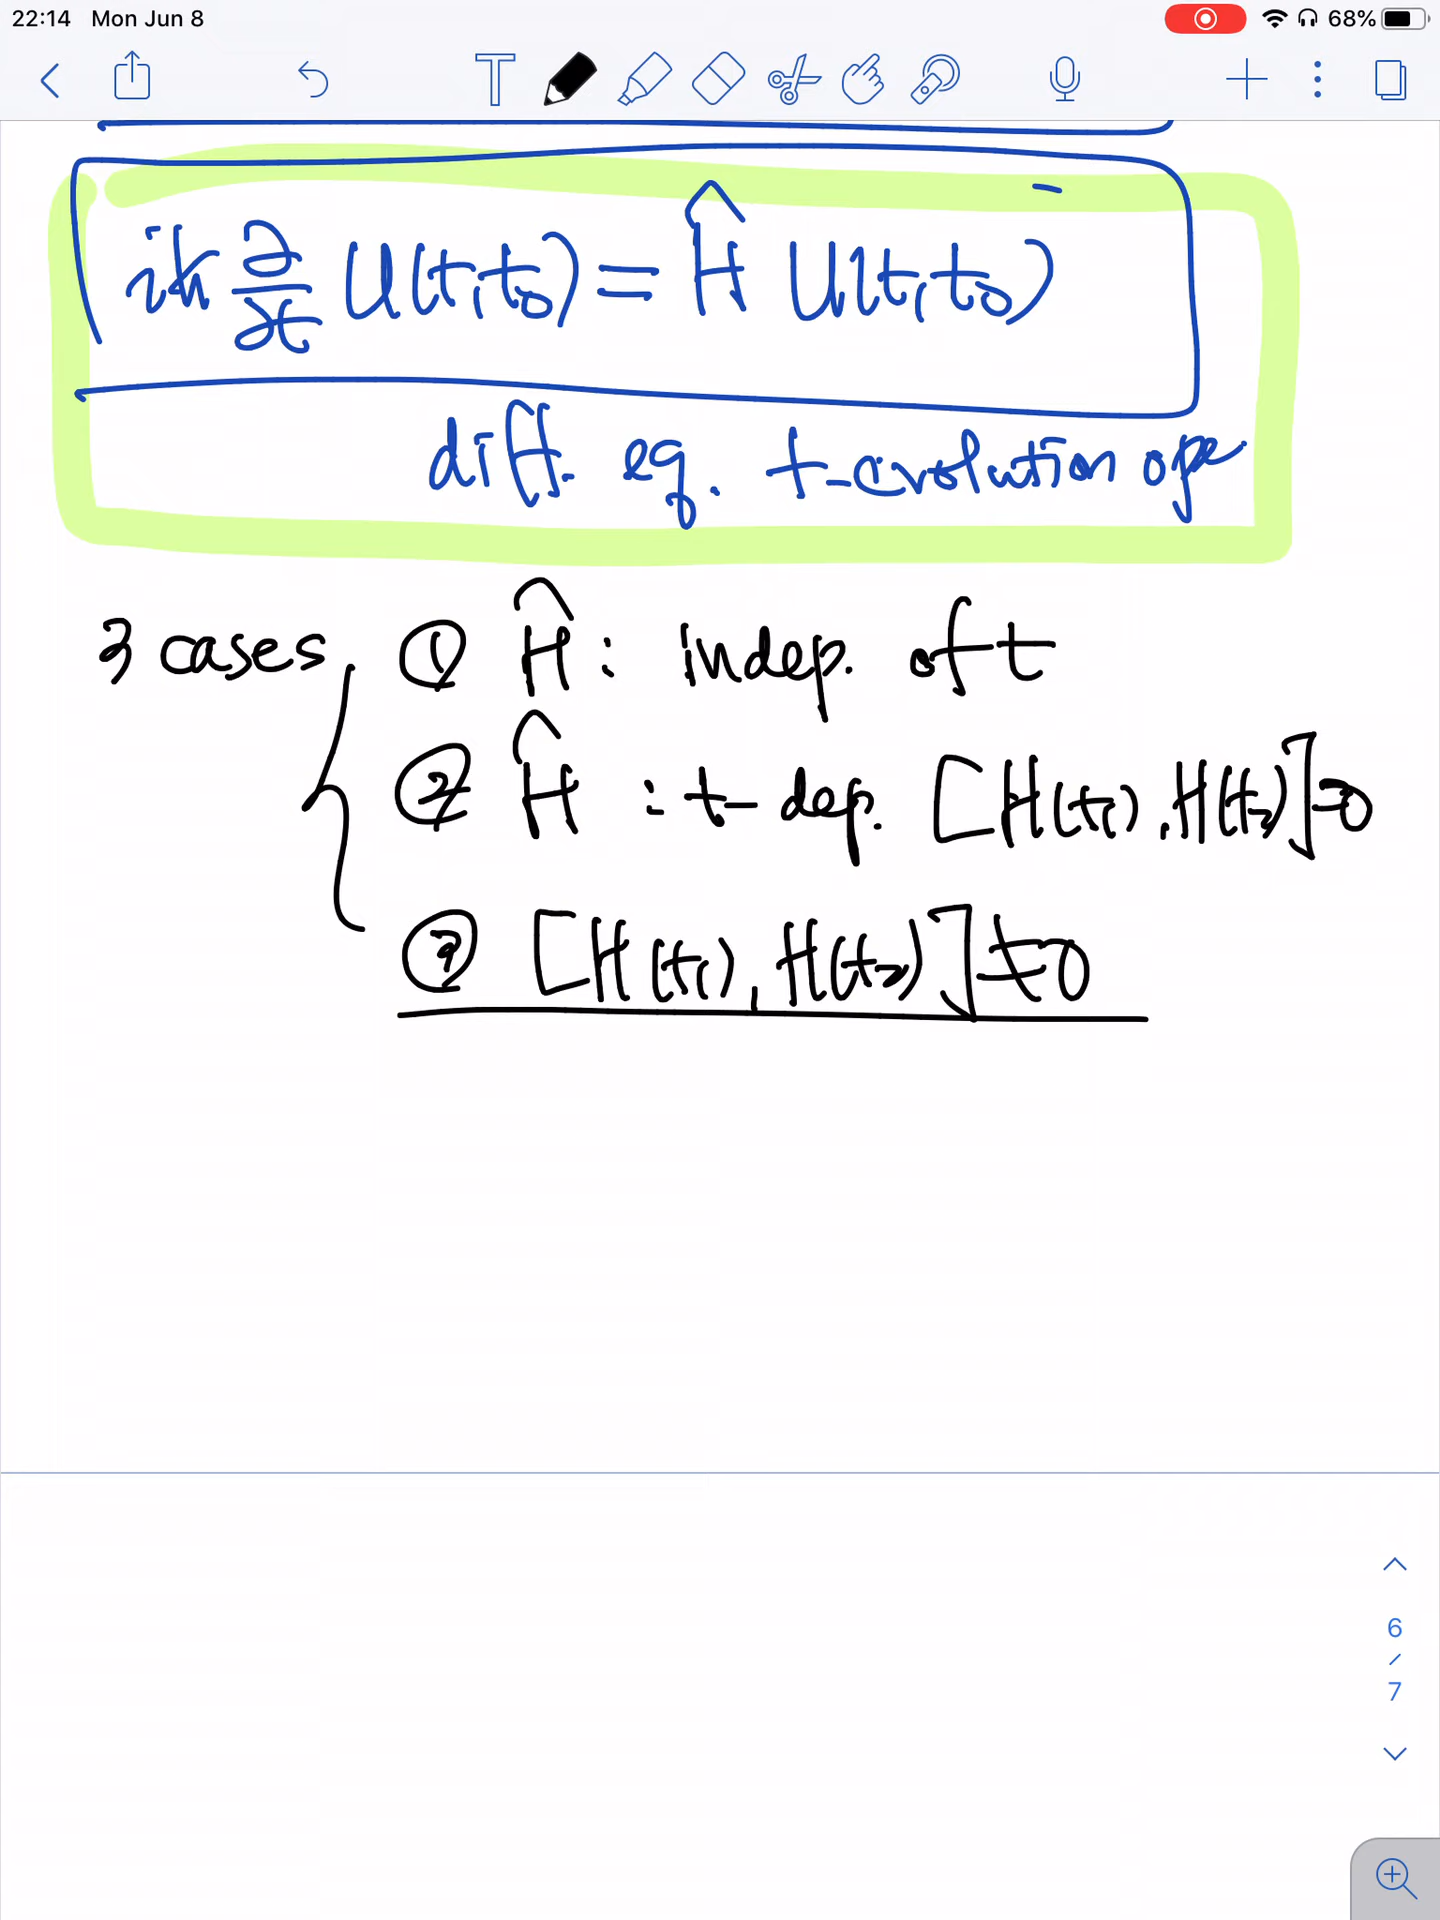 22:14 Mon Jun 8 68%
T
iħ ∂/∂t U(t,t₀) = Ĥ U(t,t₀)
diff. eq. t-evolution ope
3 cases ① Ĥ : indep. of t
② Ĥ : t-dep. [H(t₁),H(t₂)]=0
③ [H(t₁),H(t₂)]≠0
6
/
7